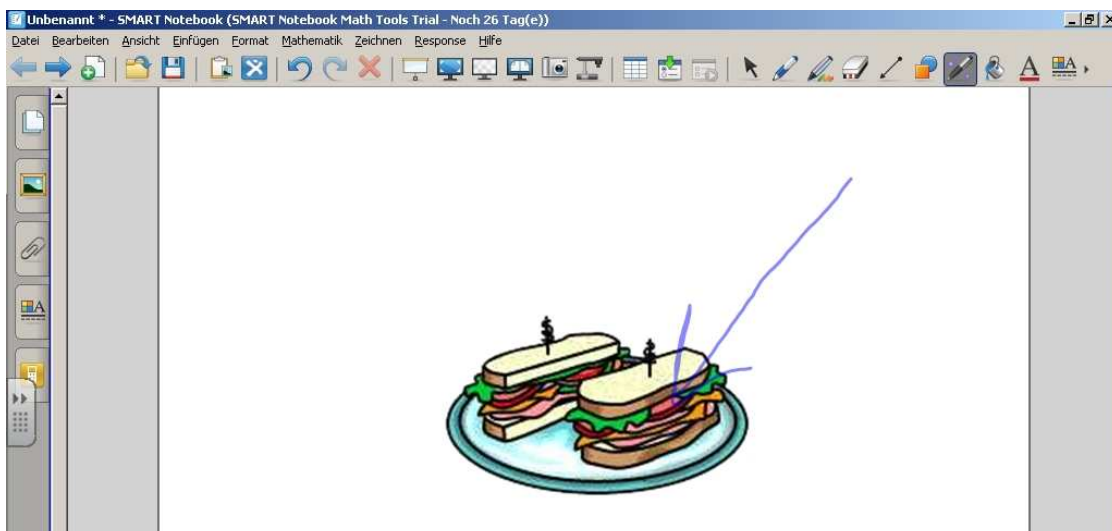 Unbenannt * - SMART Notebook (SMART Notebook Math Tools Trial - Noch 26 Tag(e))
Datei Bearbeiten Ansicht Einfügen Format Mathematik Zeichnen Response Hilfe